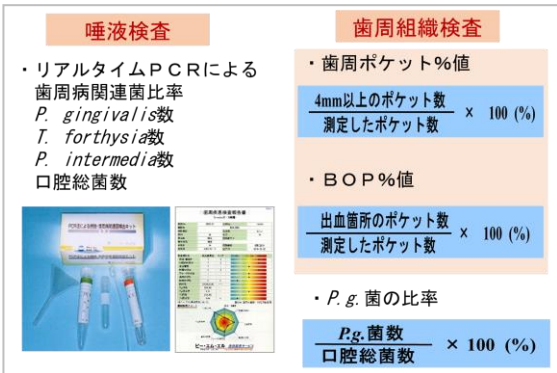 唾液検査
・リアルタイムPCRによる
歯周病関連菌比率
P. gingivalis数
T. forthysia数
P. intermedia数
口腔総菌数
歯周組織検査
・歯周ポケット%値
4mm以上のポケット数
測定したポケット数
× 100 (%)
・BOP%値
出血箇所のポケット数
測定したポケット数
× 100 (%)
・P.g.菌の比率
P.g.菌数
口腔総菌数
× 100 (%)